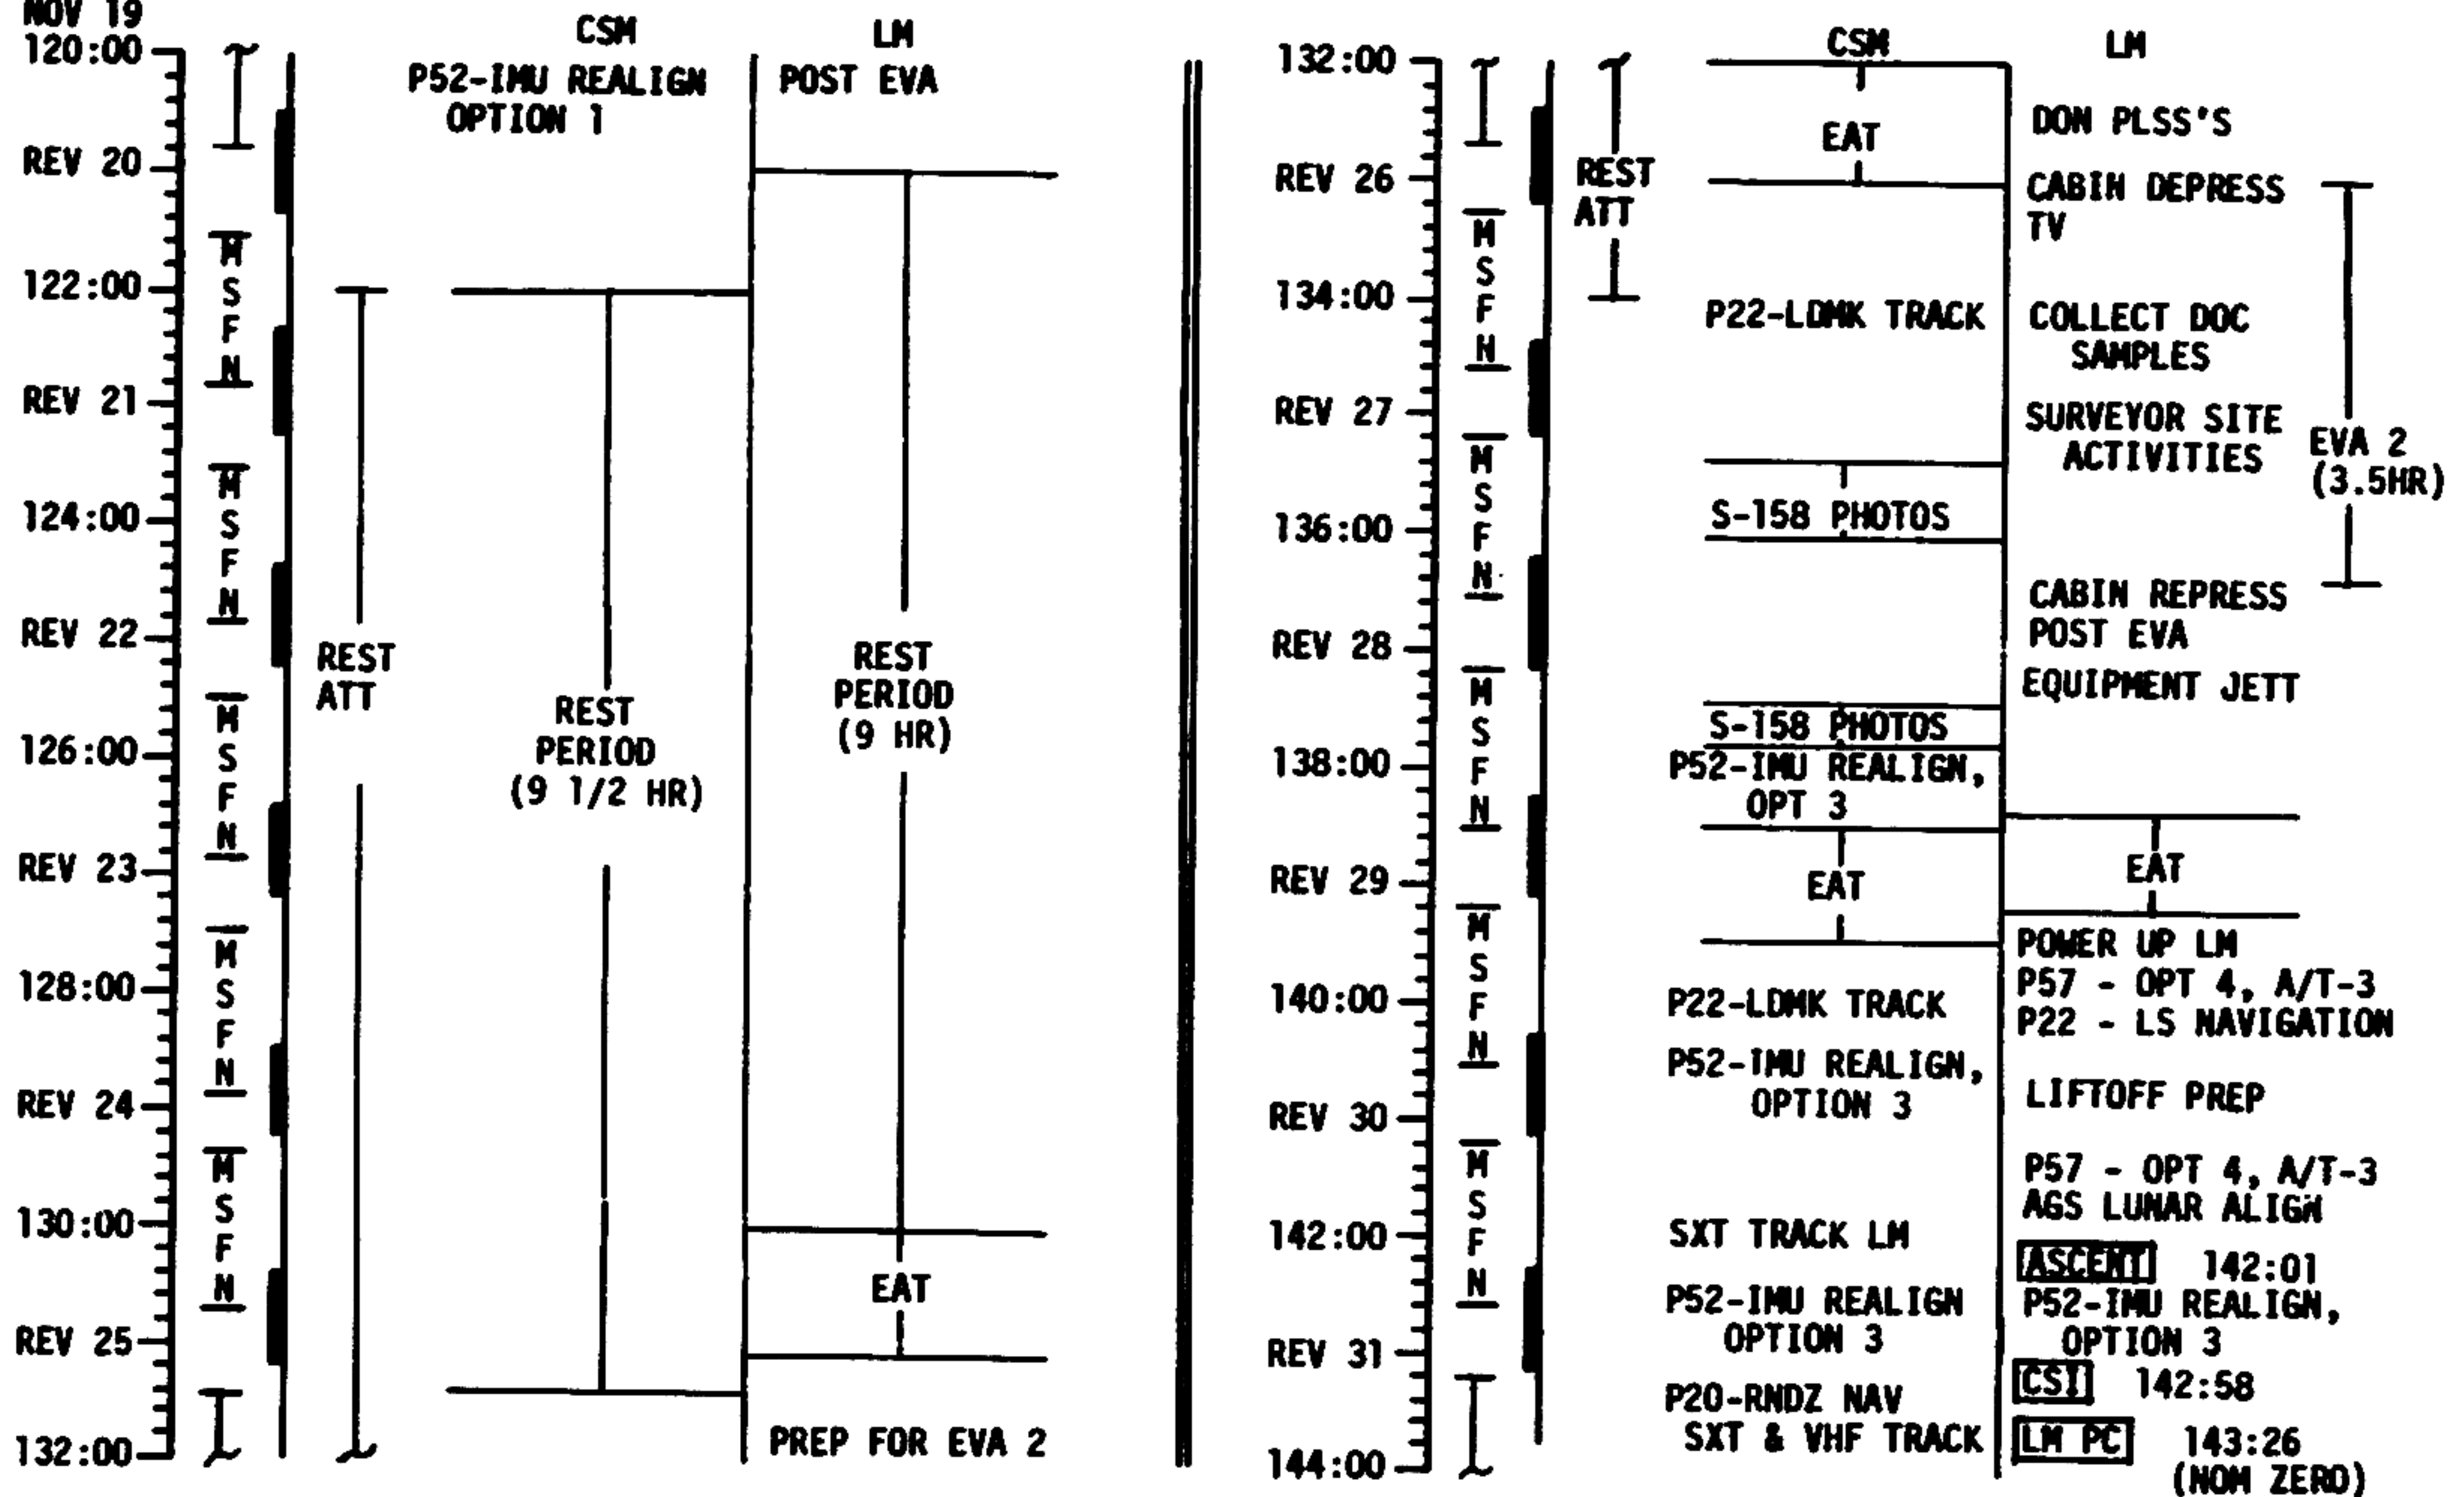 NOV 19
120:00
REV 20
122:00
REV 21
124:00
REV 22
126:00
REV 23
128:00
REV 24
130:00
REV 25
132:00
M
S
F
N
M
S
F
N
M
S
F
N
M
S
F
N
M
S
F
N
REST
ATT
CSM
P52-IMU REALIGN
OPTION 1
REST
PERIOD
(9 1/2 HR)
LM
POST EVA
REST
PERIOD
(9 HR)
EAT
PREP FOR EVA 2
132:00
REV 26
134:00
REV 27
136:00
REV 28
138:00
REV 29
140:00
REV 30
142:00
REV 31
144:00
M
S
F
N
M
S
F
N
M
S
F
N
M
S
F
N
M
S
F
N
REST
ATT
CSM
EAT
P22-LDMK TRACK
S-158 PHOTOS
S-158 PHOTOS
P52-IMU REALIGN,
OPT 3
EAT
P22-LDMK TRACK
P52-IMU REALIGN,
OPTION 3
SXT TRACK LM
P52-IMU REALIGN
OPTION 3
P20-RNDZ NAV
SXT & VHF TRACK
LM
DON PLSS'S
CABIN DEPRESS
TV
COLLECT DOC
SAMPLES
SURVEYOR SITE
ACTIVITIES
EVA 2
(3.5HR)
CABIN REPRESS
POST EVA
EQUIPMENT JETT
EAT
POWER UP LM
P57 - OPT 4, A/T-3
P22 - LS NAVIGATION
LIFTOFF PREP
P57 - OPT 4, A/T-3
AGS LUNAR ALIGN
ASCENT 142:01
P52-IMU REALIGN,
OPTION 3
CSI 142:58
LM PC 143:26
(NOM ZERO)